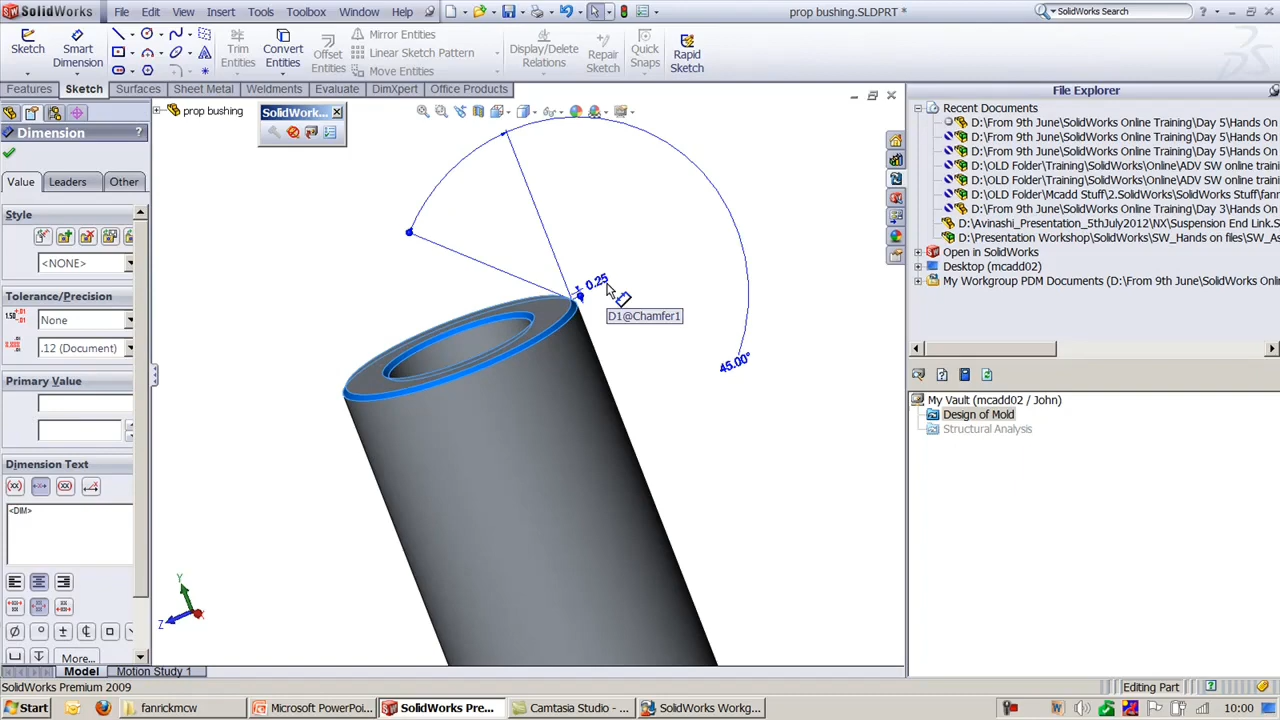 SolidWorks File Edit View Insert Tools Toolbox Window Help prop bushing.SLDPRT * SolidWorks Search
Sketch Smart Dimension Trim Entities Convert Entities Offset Entities Mirror Entities Linear Sketch Pattern Move Entities Display/Delete Relations Repair Sketch Quick Snaps Rapid Sketch
Features Sketch Surfaces Sheet Metal Weldments Evaluate DimXpert Office Products
prop bushing
SolidWork...
Dimension ?
Value Leaders Other
Style
<NONE>
Tolerance/Precision
None
.12 (Document)
Primary Value
Dimension Text
<DIM>
More...
0.25
D1@Chamfer1
45.00°
Y
Z
X
File Explorer
Recent Documents
D:\From 9th June\SolidWorks Online Training\Day 5\Hands On
D:\From 9th June\SolidWorks Online Training\Day 5\Hands On
D:\From 9th June\SolidWorks Online Training\Day 5\Hands On
D:\OLD Folder\Training\SolidWorks\Online\ADV SW online trai
D:\OLD Folder\Training\SolidWorks\Online\ADV SW online trai
D:\OLD Folder\Mcadd Stuff\2.SolidWorks\SolidWorks Stuff\fanr
D:\From 9th June\SolidWorks Online Training\Day 3\Hands On
D:\Avinashi_Presentation_5thJuly2012\NX\Suspension End Link.S
D:\Presentation Workshop\SolidWorks\SW_Hands on files\SW_As
Open in SolidWorks
Desktop (mcadd02)
My Workgroup PDM Documents (D:\From 9th June\SolidWor
My Vault (mcadd02 / John)
Design of Mold
Structural Analysis
Model Motion Study 1
SolidWorks Premium 2009 Editing Part
Start fanrickmcw Microsoft PowerPoi... SolidWorks Pre... Camtasia Studio - ... SolidWorks Workg... 10:00